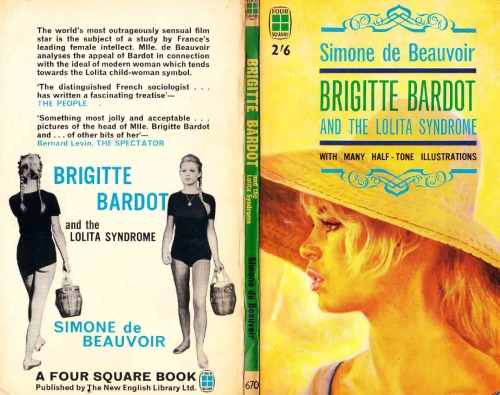 The world's most outrageously sensual film
star is the subject of a study by France's
leading female intellect. Mlle. de Beauvoir
analyses the appeal of Bardot in connection
with the ideal of modern woman which tends
towards the Lolita child-woman symbol.
'The distinguished French sociologist . . .
has written a fascinating treatise'—
THE PEOPLE
'Something most jolly and acceptable . . .
pictures of the head of Mlle. Brigitte Bardot
and . . . of other bits of her'—
Bernard Levin, THE SPECTATOR
BRIGITTE
BARDOT
and the
LOLITA SYNDROME
SIMONE de
BEAUVOIR
A FOUR SQUARE BOOK
Published by The New English Library Ltd.
FOUR
SQUARE
BRIGITTE BARDOT
and the
Lolita Syndrome
Simone de
Beauvoir
670
FOUR
SQUARE
2/6
Simone de Beauvoir
BRIGITTE BARDOT
AND THE LOLITA SYNDROME
WITH MANY HALF-TONE ILLUSTRATIONS